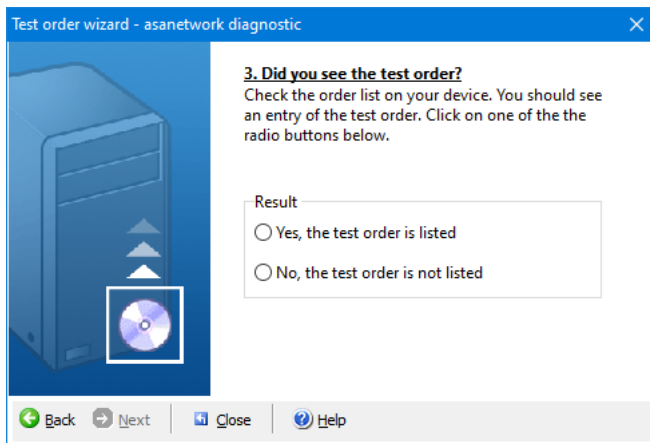 Test order wizard - asanetwork diagnostic
3. Did you see the test order?
Check the order list on your device. You should see
an entry of the test order. Click on one of the the
radio buttons below.
Result
Yes, the test order is listed
No, the test order is not listed
Back Next Close Help